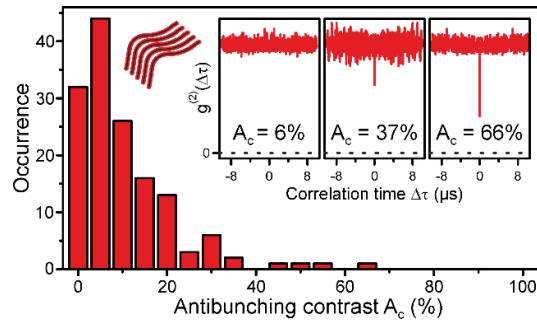 Occurrence
40
30
20
10
0
0 20 40 60 80 100
Antibunching contrast A_c (%)
g^(2)(Δτ)
0
A_c = 6% A_c = 37% A_c = 66%
-8 0 8 -8 0 8 -8 0 8
Correlation time Δτ (μs)